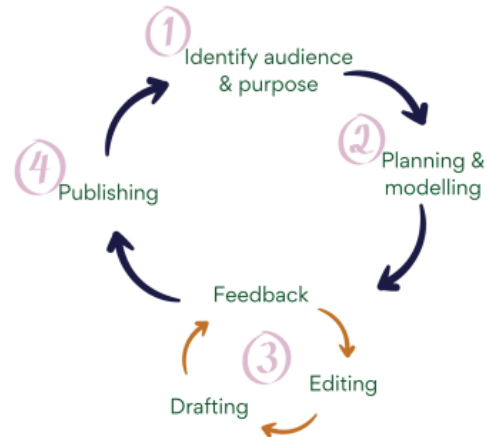 1
Identify audience
& purpose
2
Planning &
modelling
4
Publishing
Feedback
3
Editing
Drafting